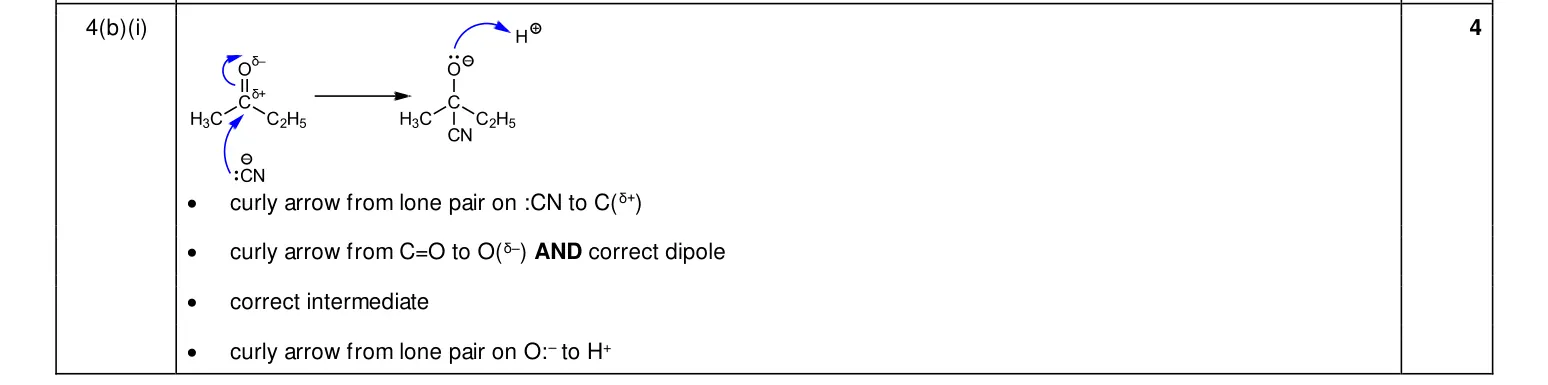 4(b)(i)
4
H⊕
Oδ–
Ö⊖
Cδ+
C
H3C
C2H5
H3C
C2H5
CN
⊖
:CN
• curly arrow from lone pair on :CN to C(δ+)
• curly arrow from C=O to O(δ–) AND correct dipole
• correct intermediate
• curly arrow from lone pair on O:– to H+